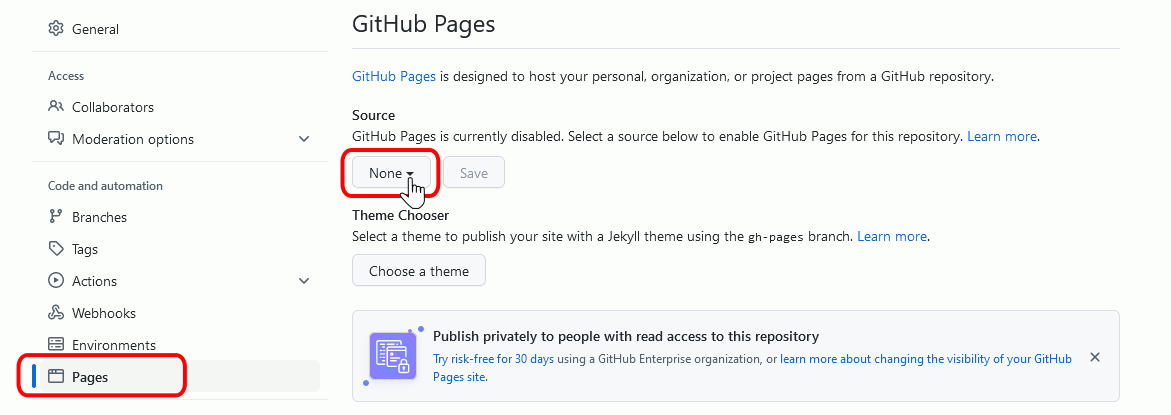 General
Access
Collaborators
Moderation options
Code and automation
Branches
Tags
Actions
Webhooks
Environments
Pages
GitHub Pages
GitHub Pages is designed to host your personal, organization, or project pages from a GitHub repository.
Source
GitHub Pages is currently disabled. Select a source below to enable GitHub Pages for this repository. Learn more.
None Save
Theme Chooser
Select a theme to publish your site with a Jekyll theme using the gh-pages branch. Learn more.
Choose a theme
Publish privately to people with read access to this repository
Try risk-free for 30 days using a GitHub Enterprise organization, or learn more about changing the visibility of your GitHub
Pages site.